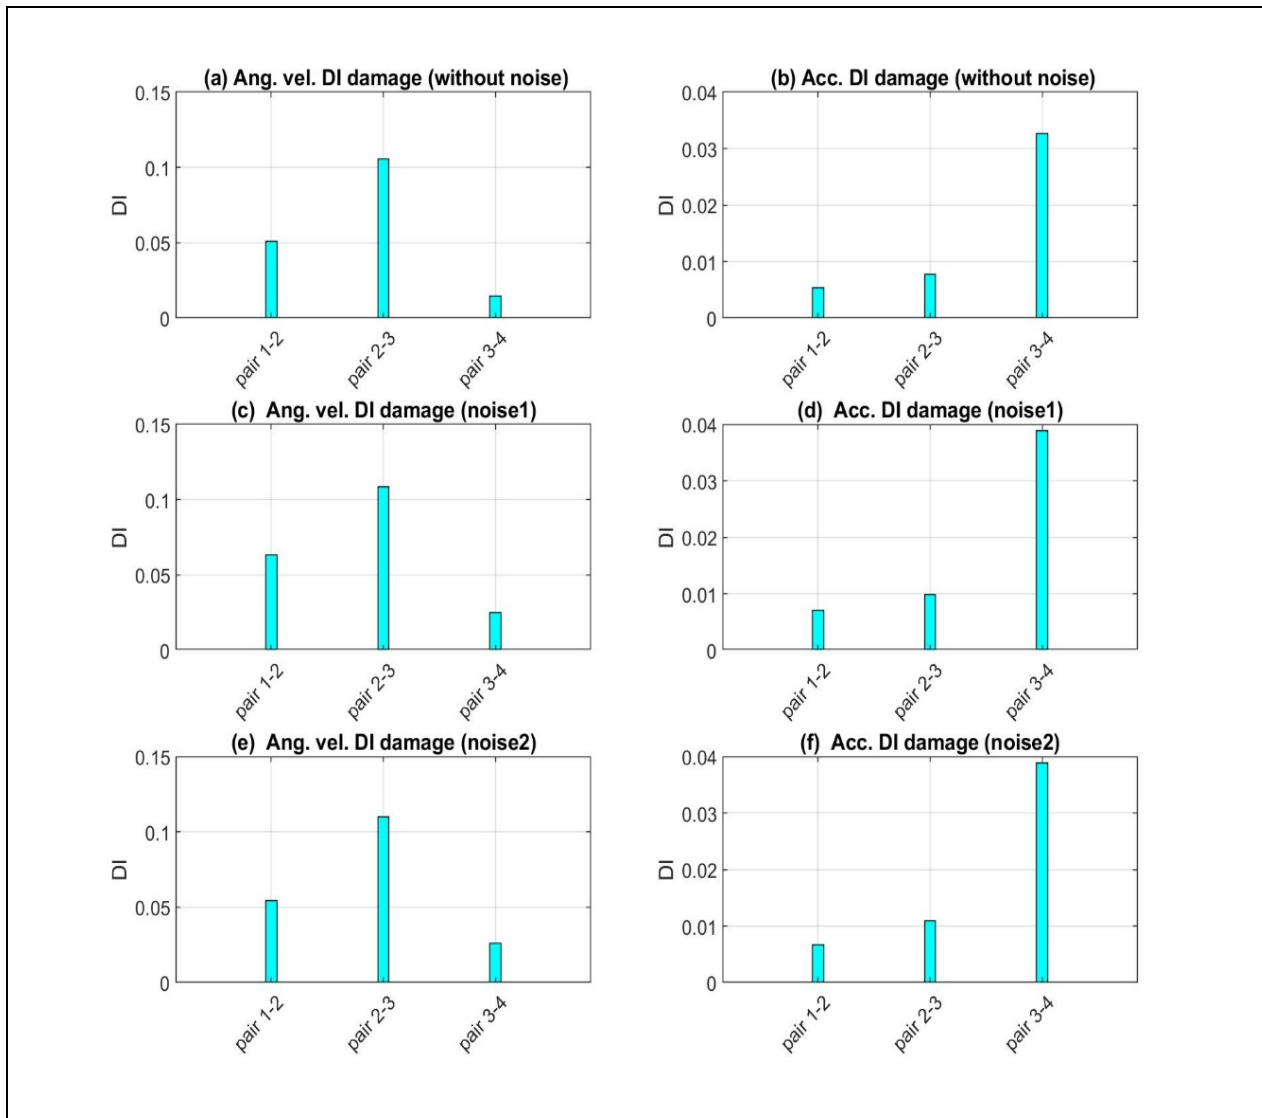 (a) Ang. vel. DI damage (without noise)
0.15
0.1
0.05
0
DI
pair 1-2
pair 2-3
pair 3-4
(b) Acc. DI damage (without noise)
0.04
0.03
0.02
0.01
0
DI
pair 1-2
pair 2-3
pair 3-4
(c) Ang. vel. DI damage (noise1)
0.15
0.1
0.05
0
DI
pair 1-2
pair 2-3
pair 3-4
(d) Acc. DI damage (noise1)
0.04
0.03
0.02
0.01
0
DI
pair 1-2
pair 2-3
pair 3-4
(e) Ang. vel. DI damage (noise2)
0.15
0.1
0.05
0
DI
pair 1-2
pair 2-3
pair 3-4
(f) Acc. DI damage (noise2)
0.04
0.03
0.02
0.01
0
DI
pair 1-2
pair 2-3
pair 3-4